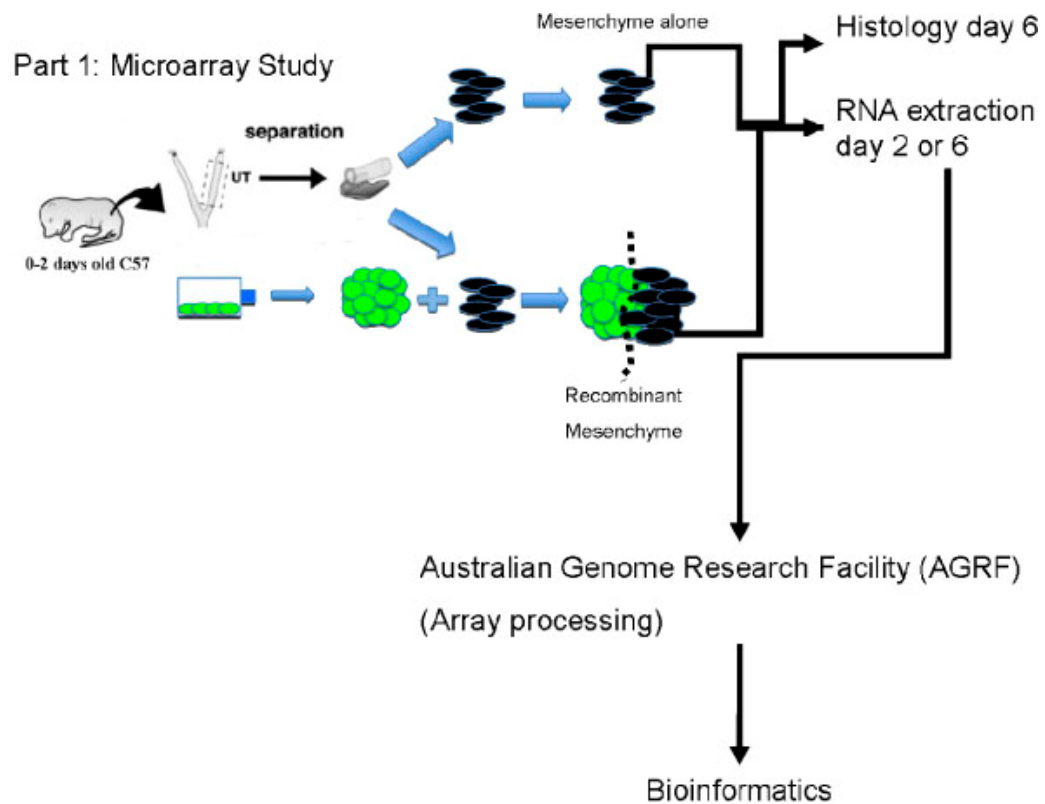 Part 1: Microarray Study
Mesenchyme alone
Histology day 6
RNA extraction
day 2 or 6
separation
UT
0-2 days old C57
Recombinant
Mesenchyme
Australian Genome Research Facility (AGRF)
(Array processing)
Bioinformatics